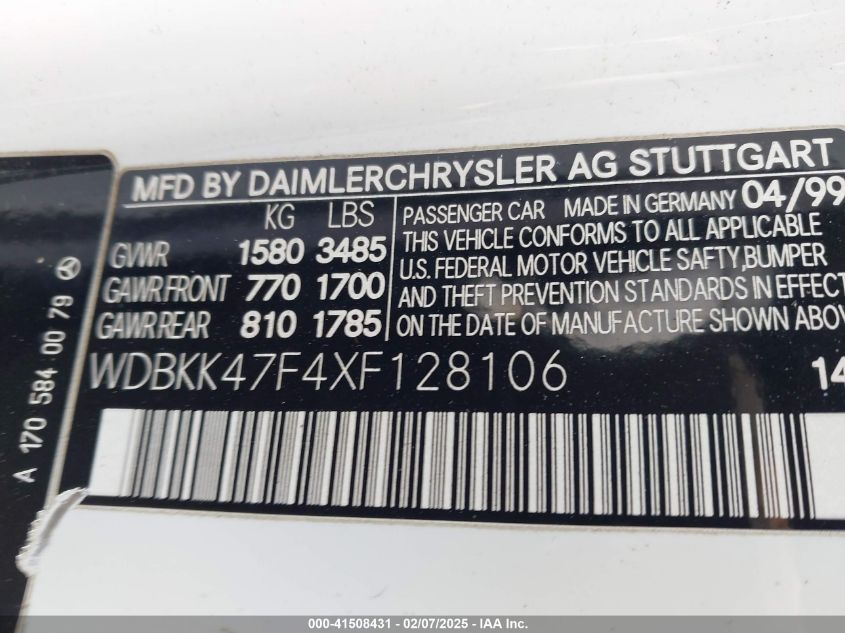 MFD BY DAIMLERCHRYSLER AG STUTTGART
KG LBS
GVWR 1580 3485
GAWR.FRONT 770 1700
GAWR.REAR 810 1785
PASSENGER CAR MADE IN GERMANY 04/99
THIS VEHICLE CONFORMS TO ALL APPLICABLE
U.S. FEDERAL MOTOR VEHICLE SAFTY,BUMPER
AND THEFT PREVENTION STANDARDS IN EFFECT
ON THE DATE OF MANUFACTURE SHOWN ABOV
WDBKK47F4XF128106
14
A 170 584 00 79
000-41508431 - 02/07/2025 - IAA Inc.